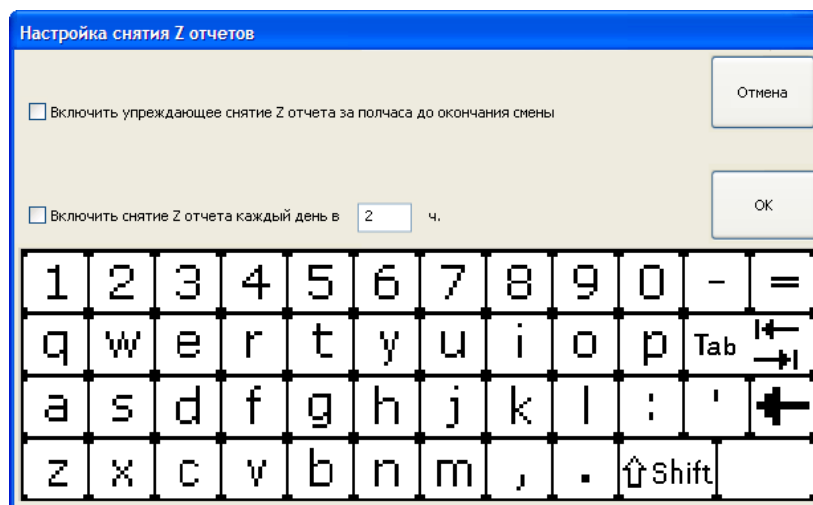 Настройка снятия Z отчетов
Отмена
Включить упреждающее снятие Z отчета за полчаса до окончания смены
Включить снятие Z отчета каждый день в 2 ч.
OK
1 2 3 4 5 6 7 8 9 0 - =
q w e r t y u i o p Tab
a s d f g h j k l : '
z x c v b n m , . Shift